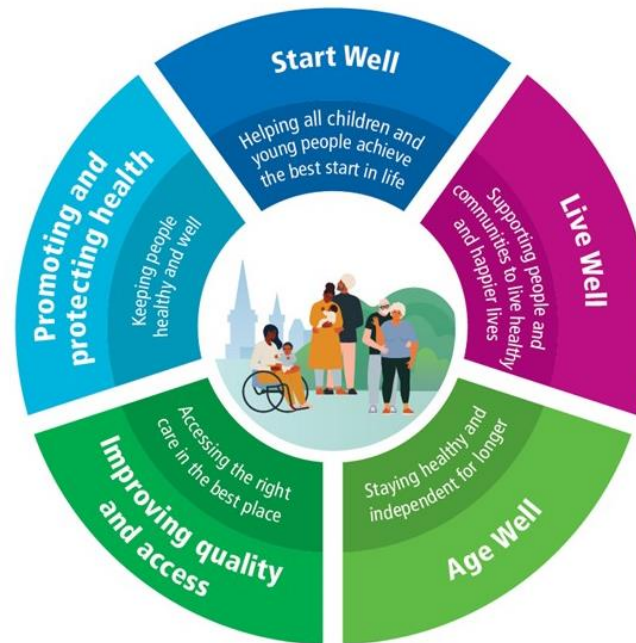 Start Well
Helping all children and
young people achieve
the best start in life
Live Well
Supporting people and
communities to live healthy
and happier lives
Age Well
Staying healthy and
independent for longer
Improving quality
and access
Accessing the right
care in the best place
Promoting and
protecting health
Keeping people
healthy and well